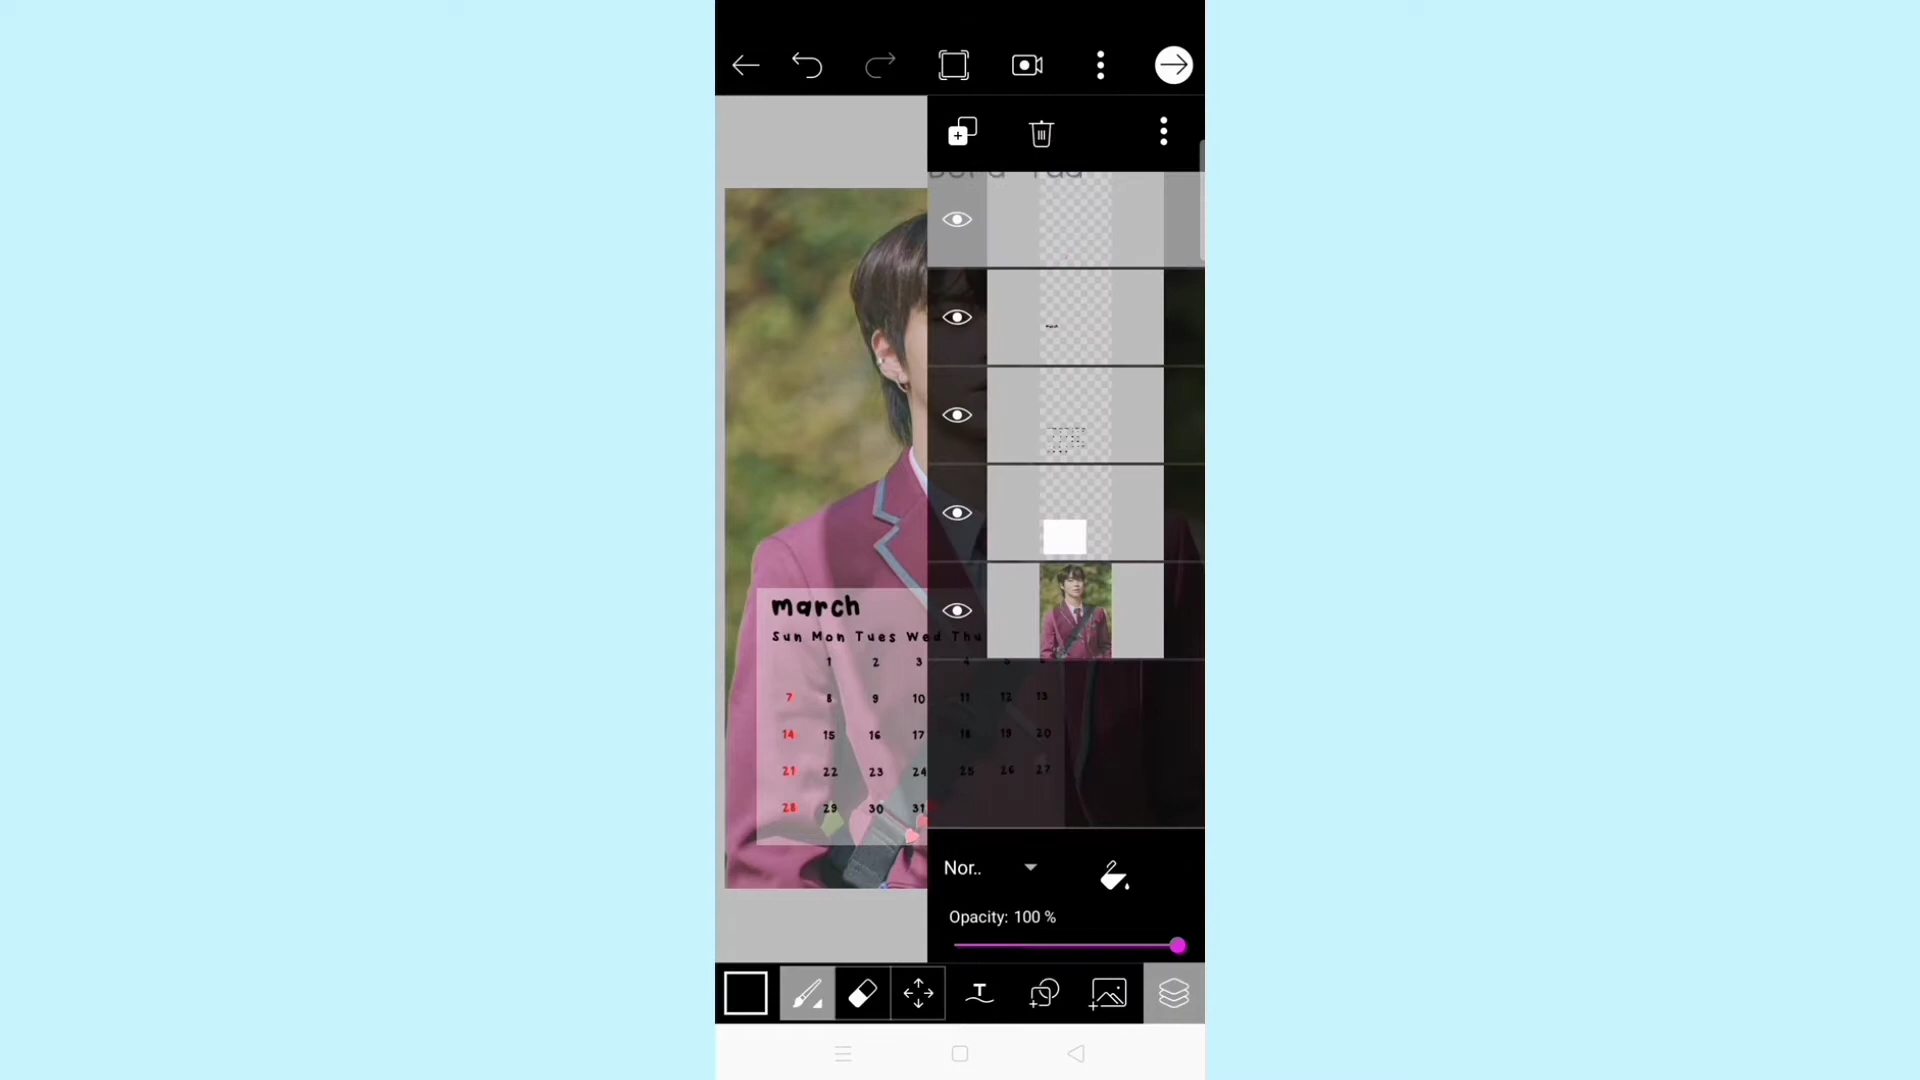 march
Sun Mon Tues Wed Thu
1 2 3 4
7 8 9 10 11 12 13
14 15 16 17 18 19 20
21 22 23 24 25 26 27
28 29 30 31
Nor..
Opacity: 100 %
T